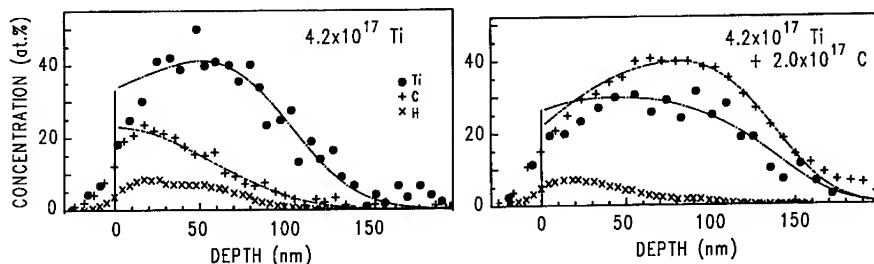 CONCENTRATION (at.%)
40
20
0
4.2x10¹⁷ Ti
● Ti
+ C
× H
0 50 100 150
DEPTH (nm)
40
20
0
4.2x10¹⁷ Ti
+ 2.0x10¹⁷ C
● Ti
+ C
× H
0 50 100 150
DEPTH (nm)